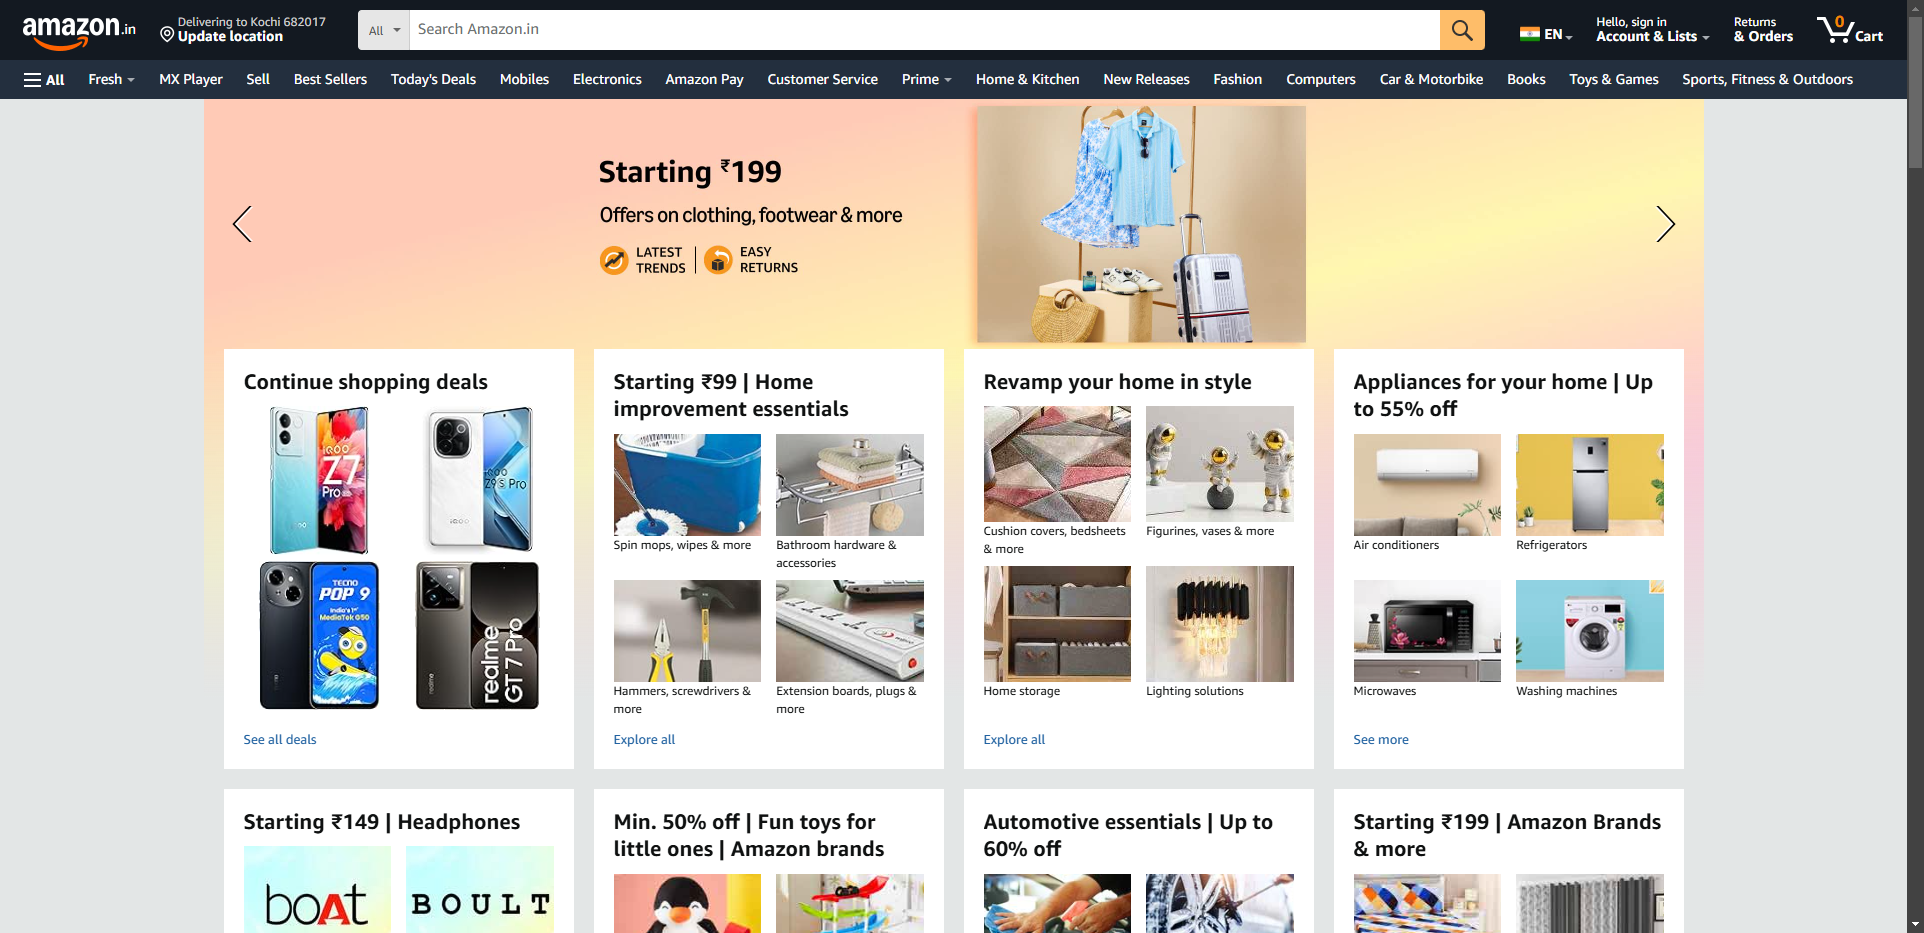 amazon.in
Delivering to Kochi 682017
Update location
All
Search Amazon.in
EN
Hello, sign in
Account & Lists
Returns
& Orders
0
Cart
All
Fresh
MX Player
Sell
Best Sellers
Today's Deals
Mobiles
Electronics
Amazon Pay
Customer Service
Prime
Home & Kitchen
New Releases
Fashion
Computers
Car & Motorbike
Books
Toys & Games
Sports, Fitness & Outdoors
Starting ₹199
Offers on clothing, footwear & more
LATEST
TRENDS
EASY
RETURNS
Continue shopping deals
iQOO
Z7
Pro
iQOO
Z9s Pro
iQOO
TECNO
POP 9
India's 1st
MediaTek G50
realme
GT 7 Pro
realme
See all deals
Starting ₹99 | Home
improvement essentials
Spin mops, wipes & more
Bathroom hardware &
accessories
Hammers, screwdrivers &
more
Extension boards, plugs &
more
Explore all
Revamp your home in style
Cushion covers, bedsheets
& more
Figurines, vases & more
Home storage
Lighting solutions
Explore all
Appliances for your home | Up
to 55% off
Air conditioners
Refrigerators
Microwaves
Washing machines
See more
Starting ₹149 | Headphones
boAt
BOULT
Min. 50% off | Fun toys for
little ones | Amazon brands
Automotive essentials | Up to
60% off
Starting ₹199 | Amazon Brands
& more